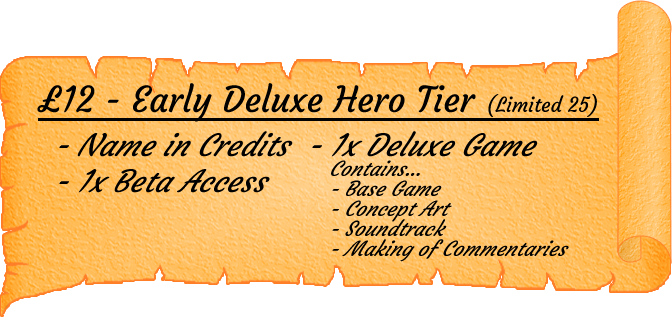 £12 - Early Deluxe Hero Tier (Limited 25)
- Name in Credits
- 1x Beta Access
- 1x Deluxe Game
Contains...
- Base Game
- Concept Art
- Soundtrack
- Making of Commentaries